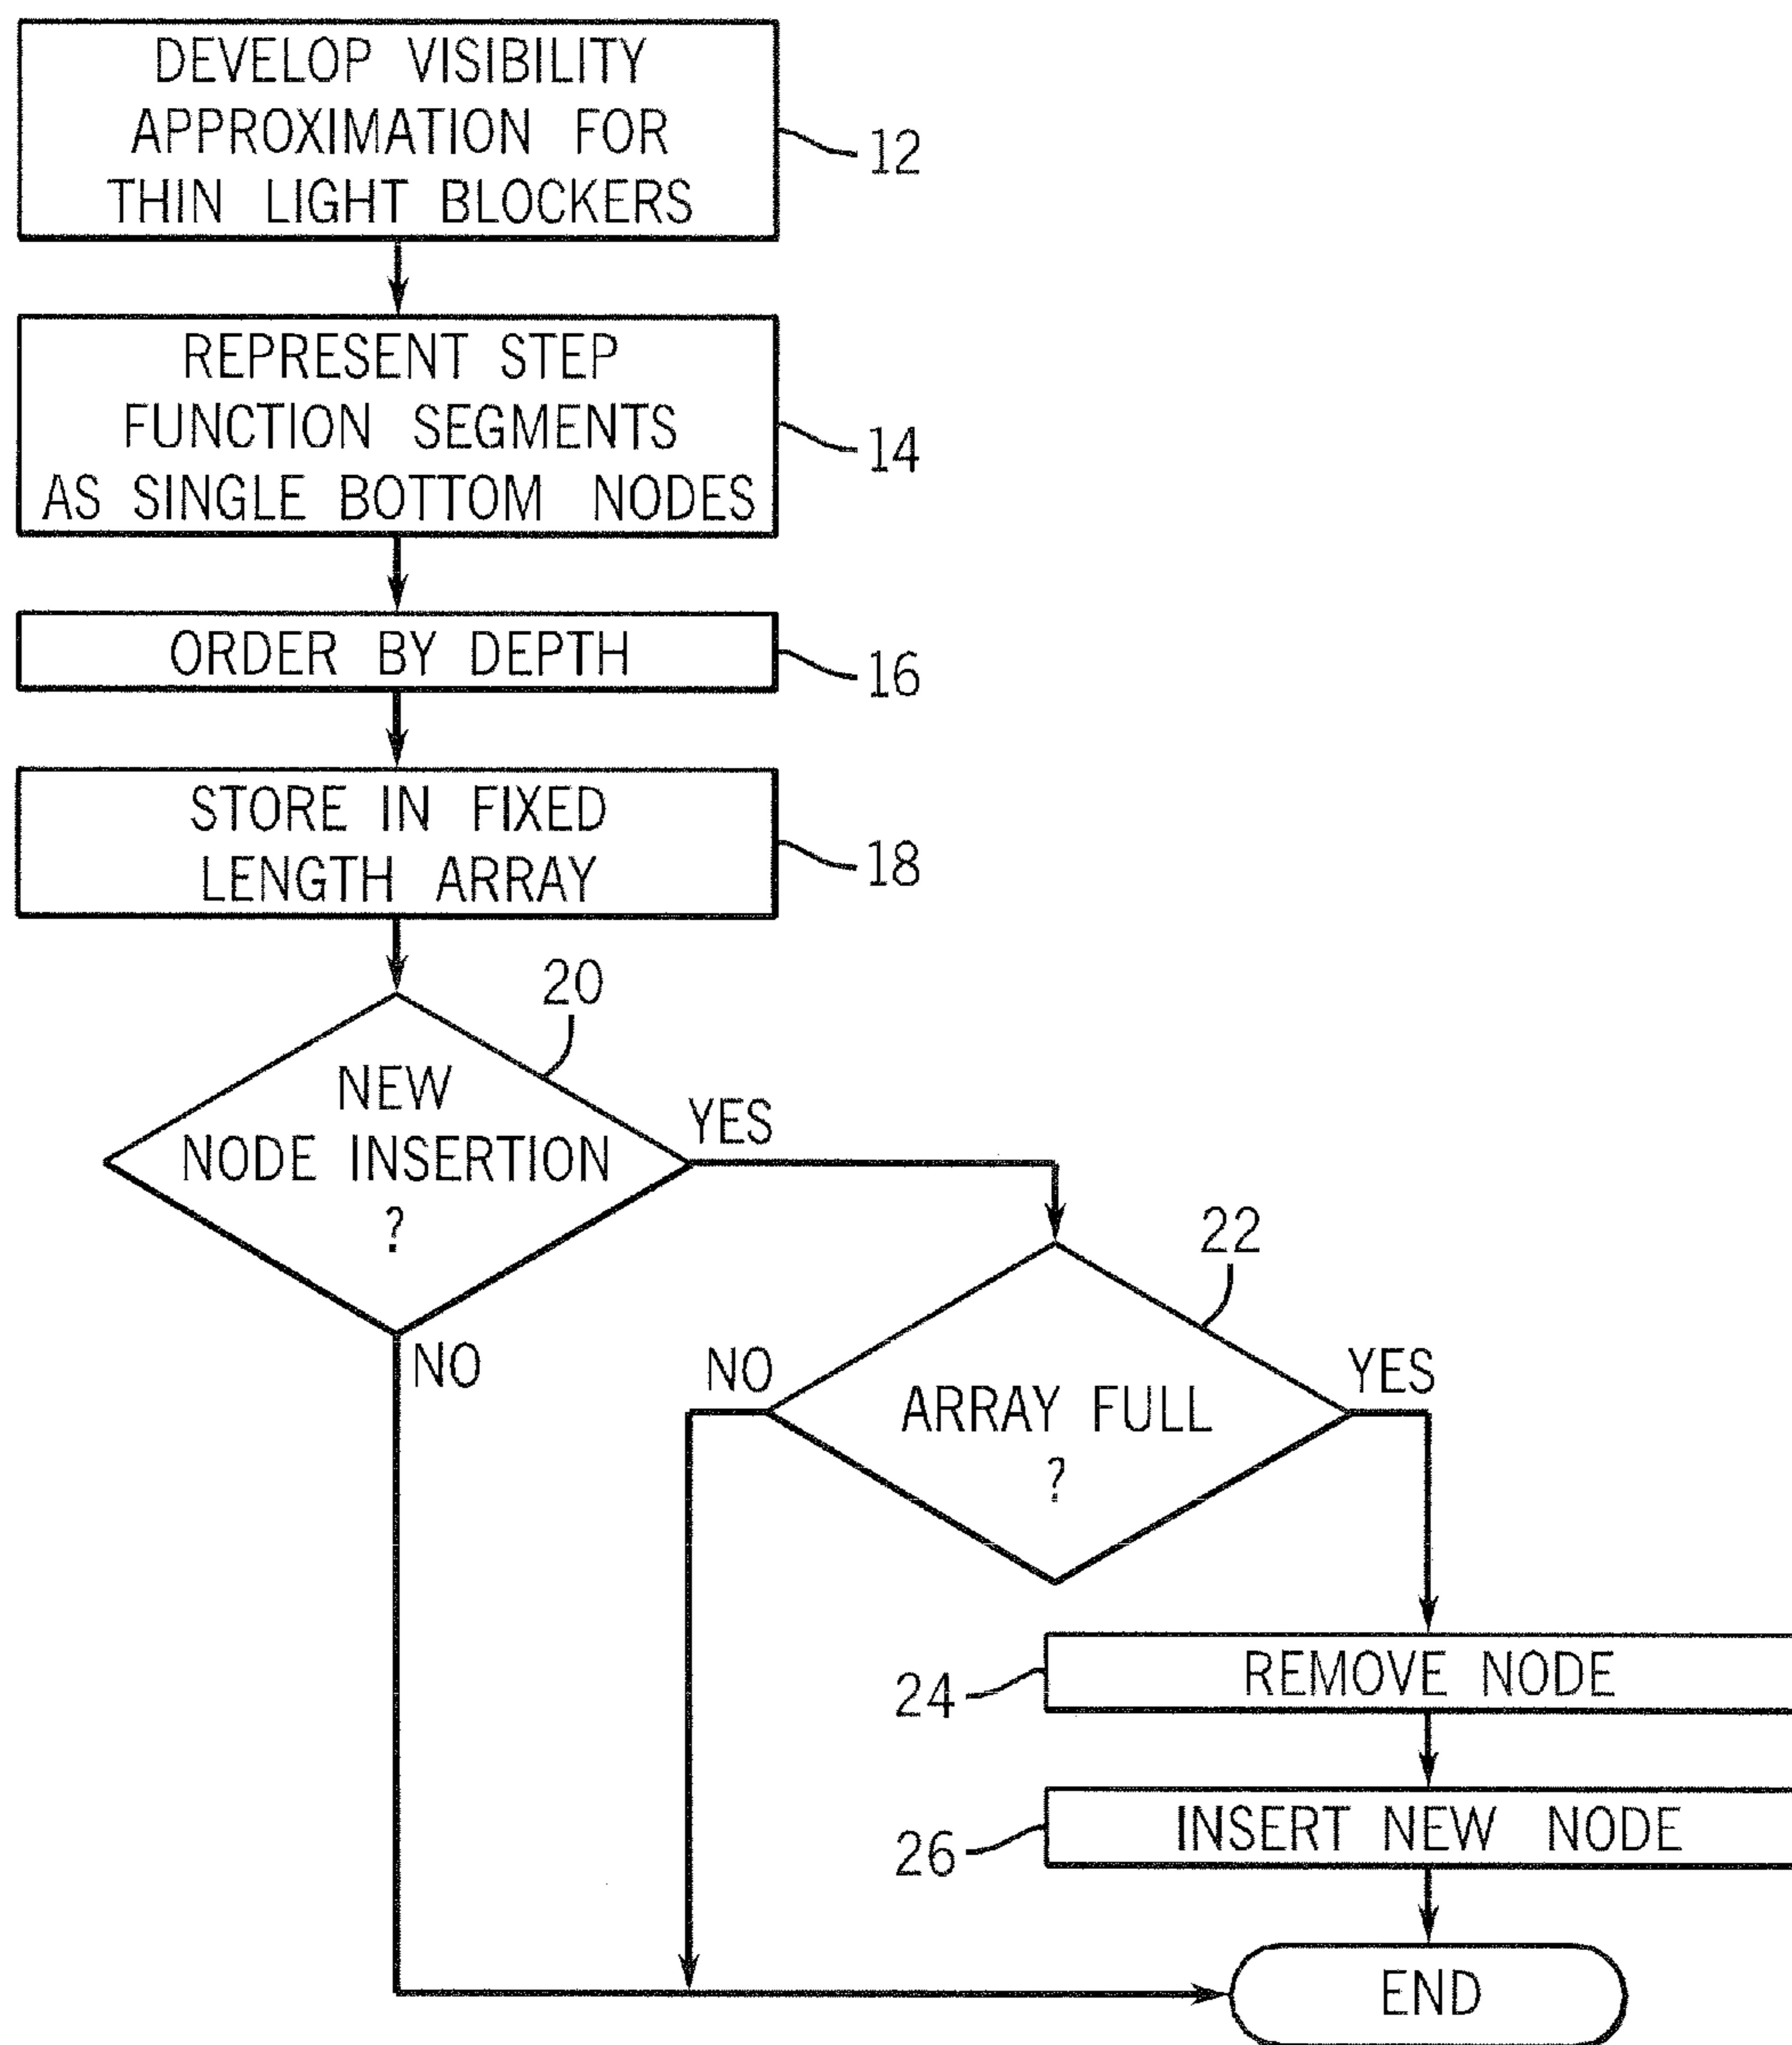 DEVELOP VISIBILITY
APPROXIMATION FOR
THIN LIGHT BLOCKERS
12
REPRESENT STEP
FUNCTION SEGMENTS
AS SINGLE BOTTOM NODES
14
ORDER BY DEPTH
16
STORE IN FIXED
LENGTH ARRAY
18
20
NEW
NODE INSERTION
?
YES
NO
22
NO
ARRAY FULL
?
YES
24
REMOVE NODE
26
INSERT NEW NODE
END